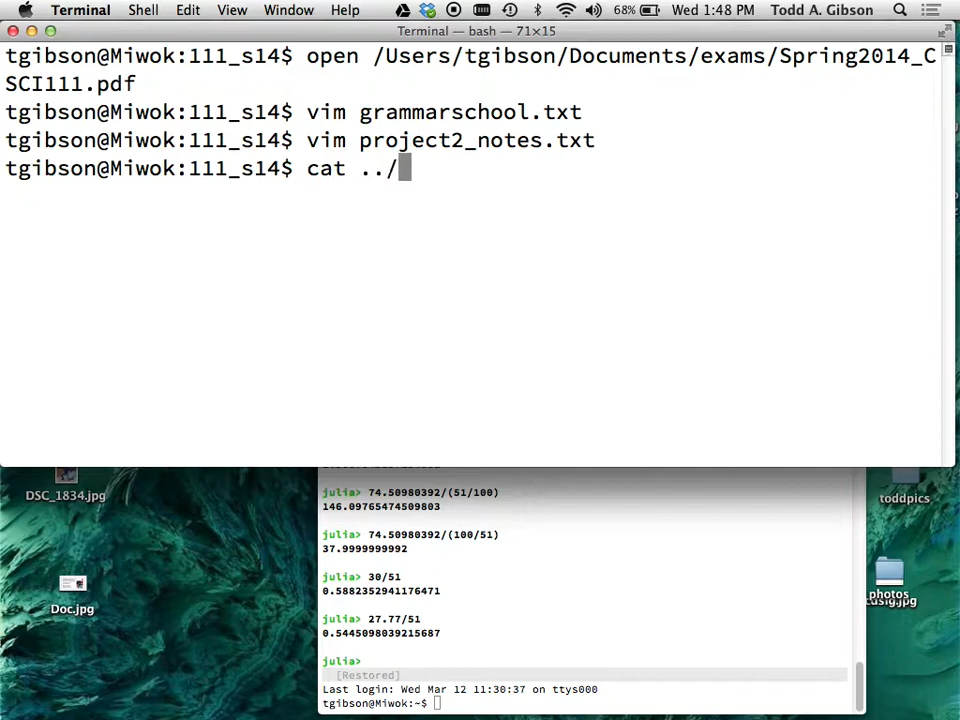 Terminal Shell Edit View Window Help 68% Wed 1:48 PM Todd A. Gibson
Terminal — bash — 71×15
tgibson@Miwok:111_s14$ open /Users/tgibson/Documents/exams/Spring2014_C
SCI111.pdf
tgibson@Miwok:111_s14$ vim grammarschool.txt
tgibson@Miwok:111_s14$ vim project2_notes.txt
tgibson@Miwok:111_s14$ cat ../
DSC_1834.jpg
toddpics
julia> 74.50980392/(51/100)
146.09765474509803
julia> 74.50980392/(100/51)
37.9999999992
julia> 30/51
0.5882352941176471
Doc.jpg
photos
julia> 27.77/51
0.5445098039215687
julia>
[Restored]
Last login: Wed Mar 12 11:30:37 on ttys000
tgibson@Miwok:~$